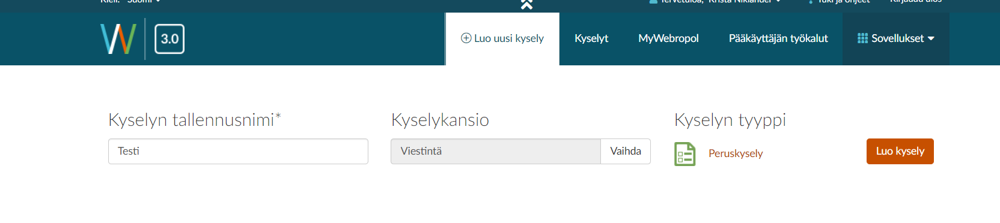 Kieli: Suomi
Tervetuloa, Krista Niklander
Tuki ja ohjeet
Kirjaudu ulos
W 3.0
Luo uusi kysely
Kyselyt
MyWebropol
Pääkäyttäjän työkalut
Sovellukset
Kyselyn tallennusnimi*
Kyselykansio
Kyselyn tyyppi
Testi
Viestintä
Vaihda
Peruskysely
Luo kysely